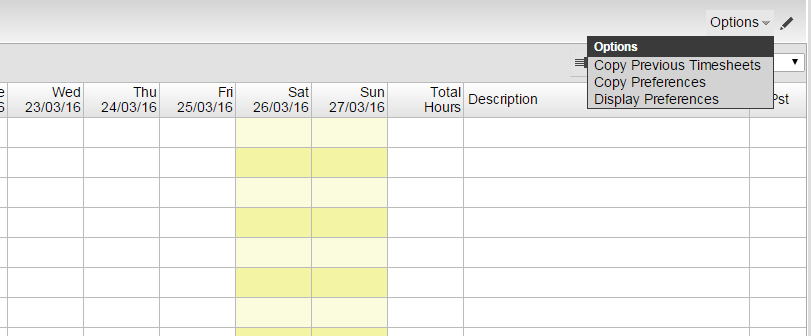 Options
Options
Copy Previous Timesheets
Copy Preferences
Display Preferences
e Wed Thu Fri Sat Sun Total Description Pst
6 23/03/16 24/03/16 25/03/16 26/03/16 27/03/16 Hours